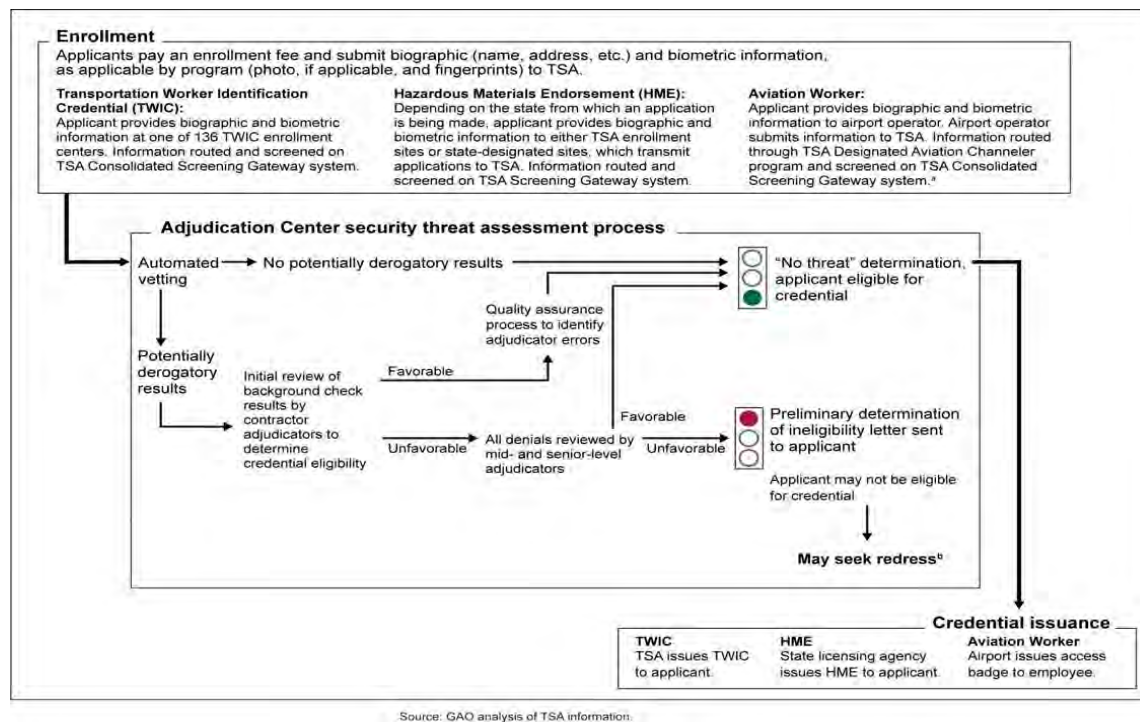 Enrollment
Applicants pay an enrollment fee and submit biographic (name, address, etc.) and biometric information,
as applicable by program (photo, if applicable, and fingerprints) to TSA.
Transportation Worker Identification
Credential (TWIC):
Applicant provides biographic and biometric
information at one of 136 TWIC enrollment
centers. Information routed and screened on
TSA Consolidated Screening Gateway system.
Hazardous Materials Endorsement (HME):
Depending on the state from which an application
is being made, applicant provides biographic and
biometric information to either TSA enrollment
sites or state-designated sites, which transmit
applications to TSA. Information routed and
screened on TSA Screening Gateway system.
Aviation Worker:
Applicant provides biographic and biometric
information to airport operator. Airport operator
submits information to TSA. Information routed
through TSA Designated Aviation Channeler
program and screened on TSA Consolidated
Screening Gateway system.ᵃ
Adjudication Center security threat assessment process
Automated
vetting
No potentially derogatory results
"No threat" determination,
applicant eligible for
credential
Quality assurance
process to identify
adjudicator errors
Potentially
derogatory
results
Initial review of
background check
results by
contractor
adjudicators to
determine
credential eligibility
Favorable
Unfavorable
All denials reviewed by
mid- and senior-level
adjudicators
Favorable
Unfavorable
Preliminary determination
of ineligibility letter sent
to applicant
Applicant may not be eligible
for credential
May seek redressᵇ
Credential issuance
TWIC
TSA issues TWIC
to applicant.
HME
State licensing agency
issues HME to applicant.
Aviation Worker
Airport issues access
badge to employee.
Source: GAO analysis of TSA information.